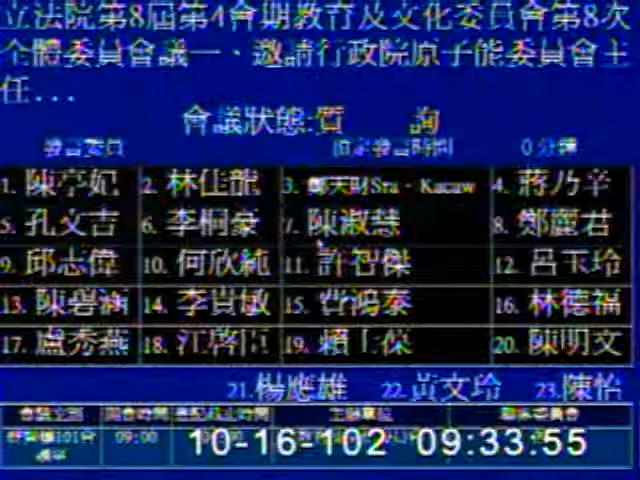 立法院第8屆第4會期教育及文化委員會第8次
全體委員會議一、邀請行政院原子能委員會主
任...
會議狀態:質 詢
發言委員 0分鐘
1. 陳亭妃 2. 林佳龍 3. 鄭天財Sra．Kacaw 4. 蔣乃辛
5. 孔文吉 6. 李桐豪 7. 陳淑慧 8. 鄭麗君
9. 邱志偉 10. 何欣純 11. 許智傑 12. 呂玉玲
13. 陳碧涵 14. 李貴敏 15. 曾鴻泰 16. 林德福
17. 盧秀燕 18. 江啟臣 19. 賴士葆 20. 陳明文
21.楊應雄 22.黃文玲 23.陳怡
09:00
10-16-102 09:33:55